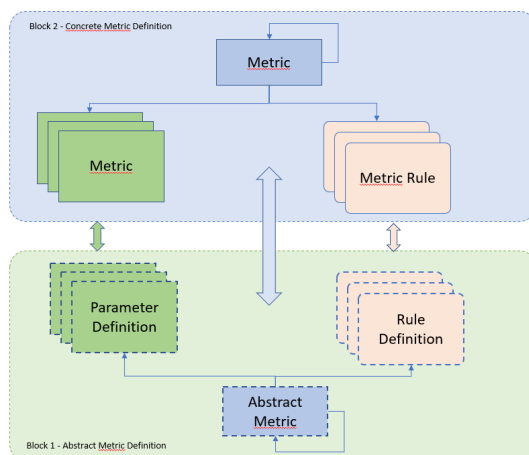 Block 2 - Concrete Metric Definition
Metric
Metric
Metric Rule
Parameter
Definition
Rule
Definition
Abstract
Metric
Block 1 - Abstract Metric Definition